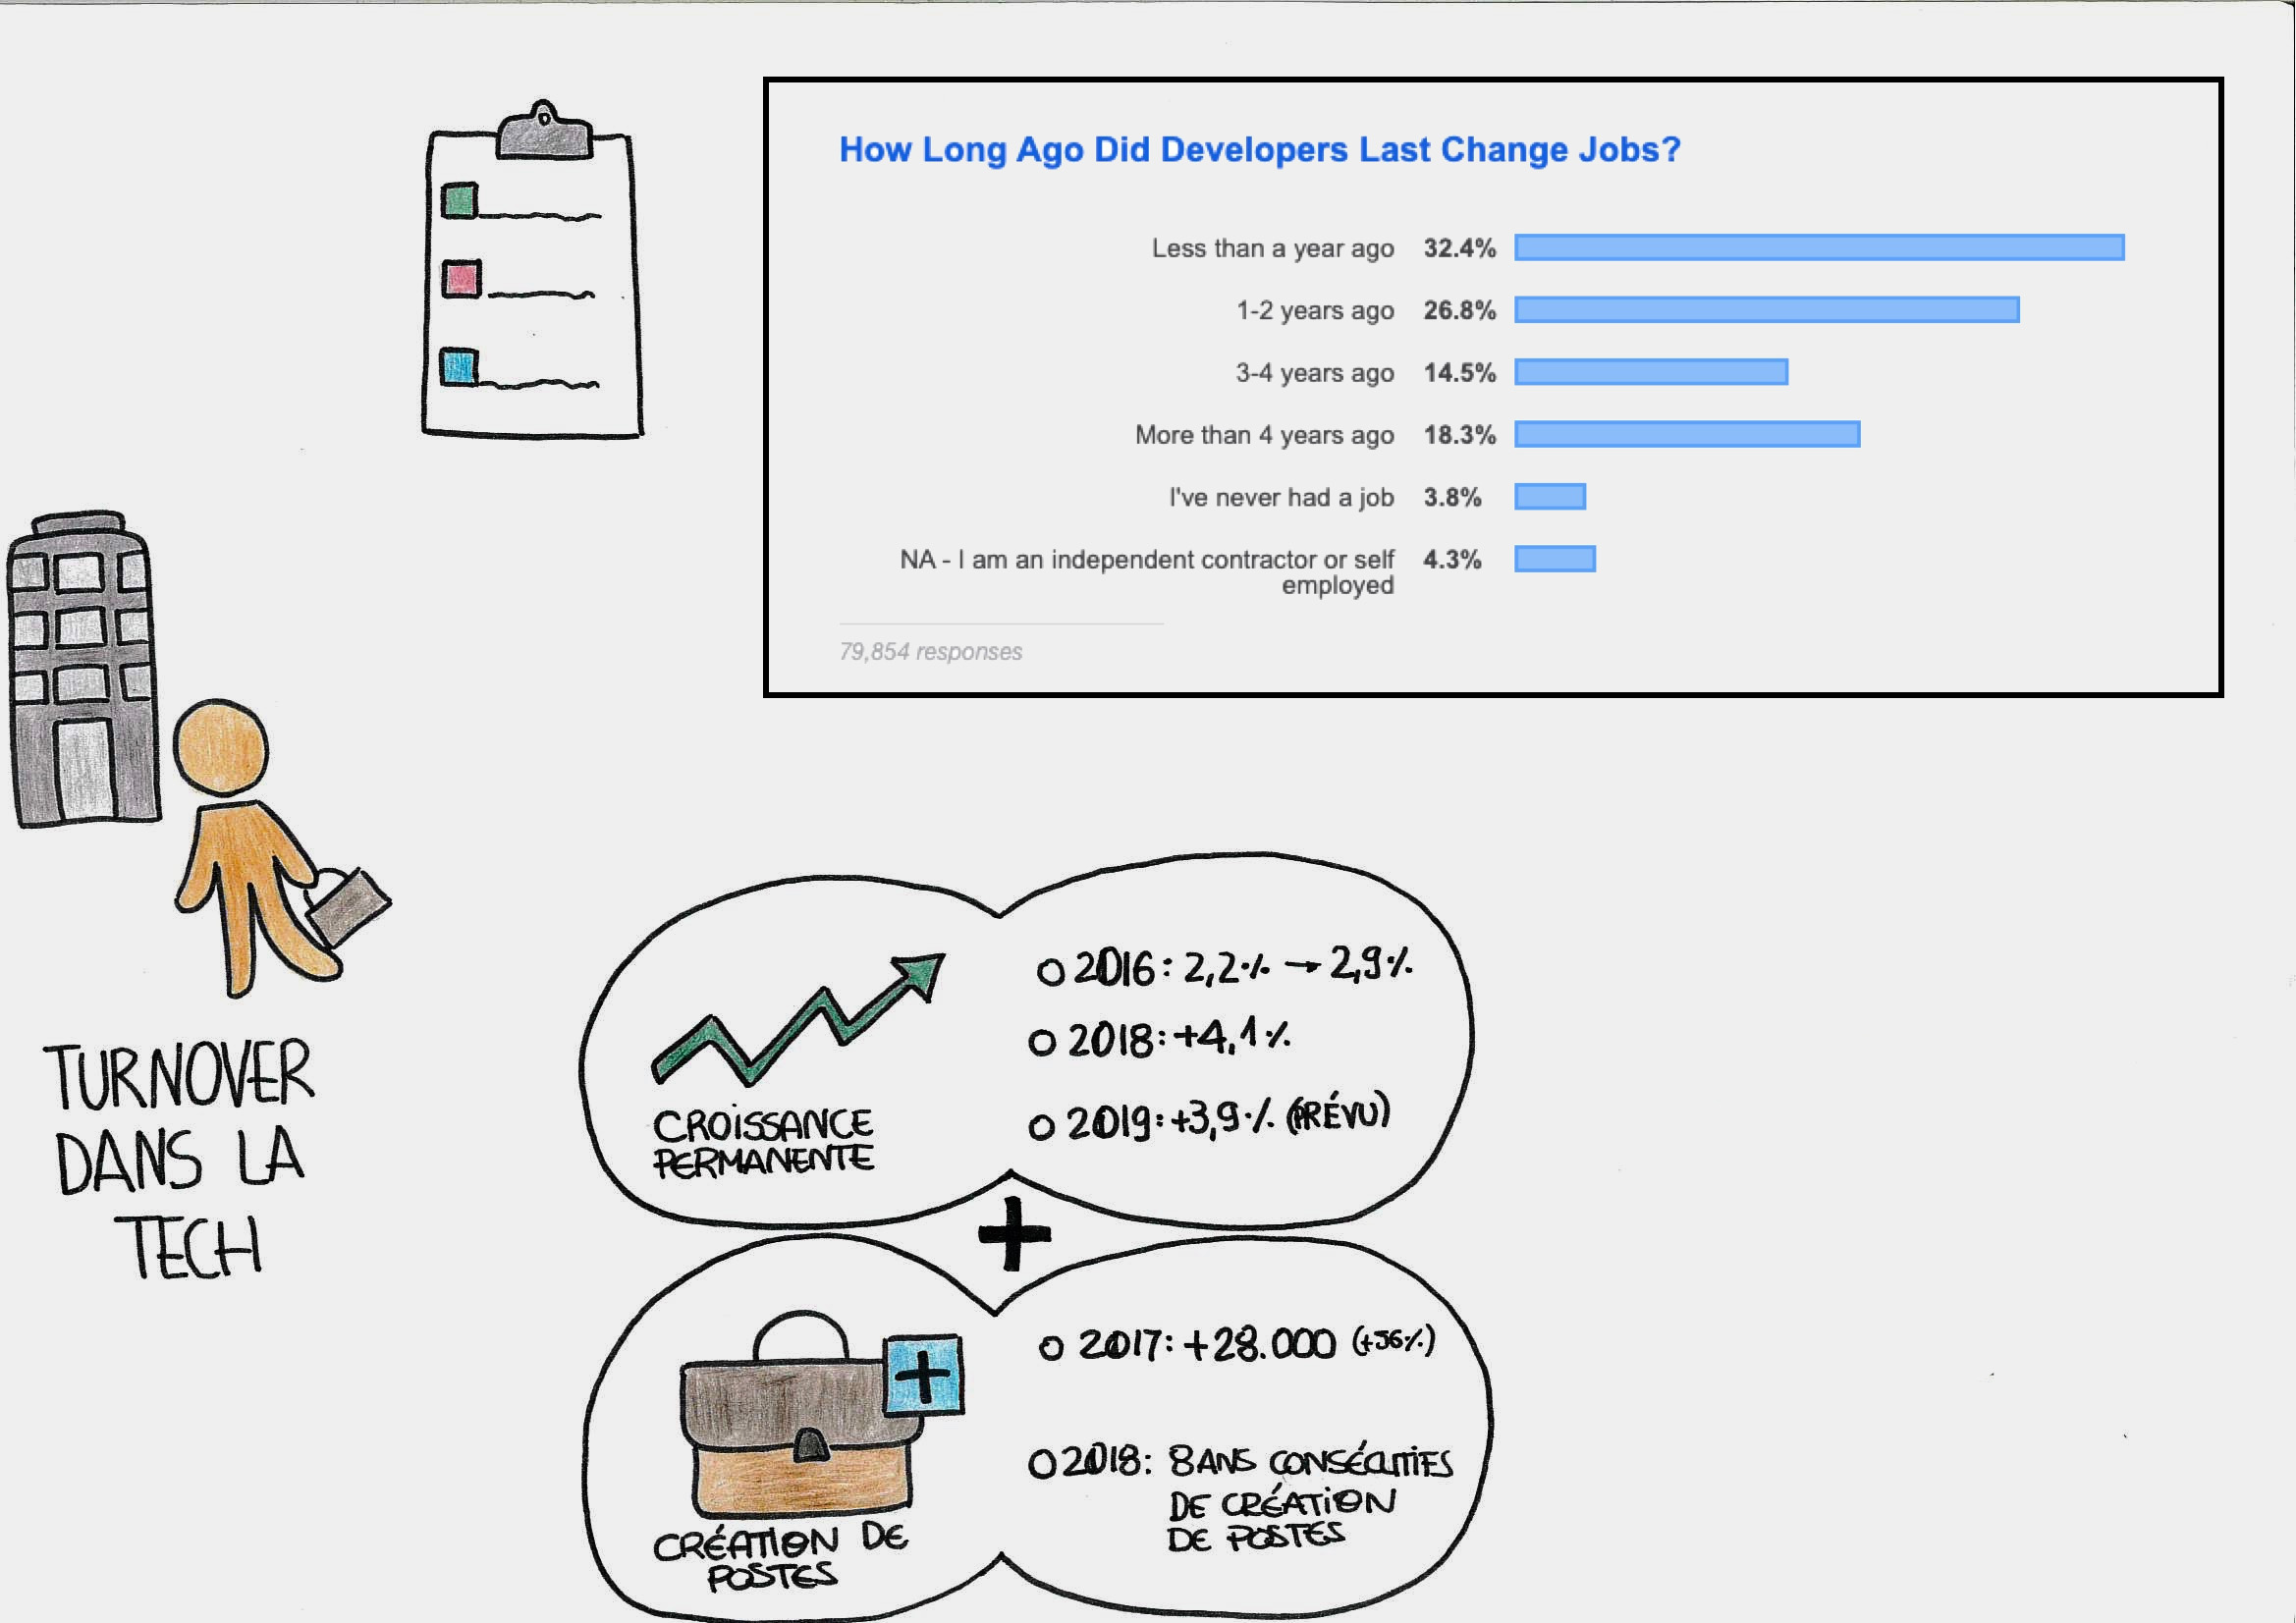 How Long Ago Did Developers Last Change Jobs?
Less than a year ago 32.4%
1-2 years ago 26.8%
3-4 years ago 14.5%
More than 4 years ago 18.3%
I've never had a job 3.8%
NA - I am an independent contractor or self 4.3%
employed
79,854 responses
TURNOVER
DANS LA
TECH
CROISSANCE
PERMANENTE
2016: 2,2% → 2,9%
2018: +4,1%
2019: +3,9% (PRÉVU)
+
+
CRÉATION DE
POSTES
2017: +28.000 (+56%)
2018: 8 ANS CONSÉCUTIFS
DE CRÉATION
DE POSTES